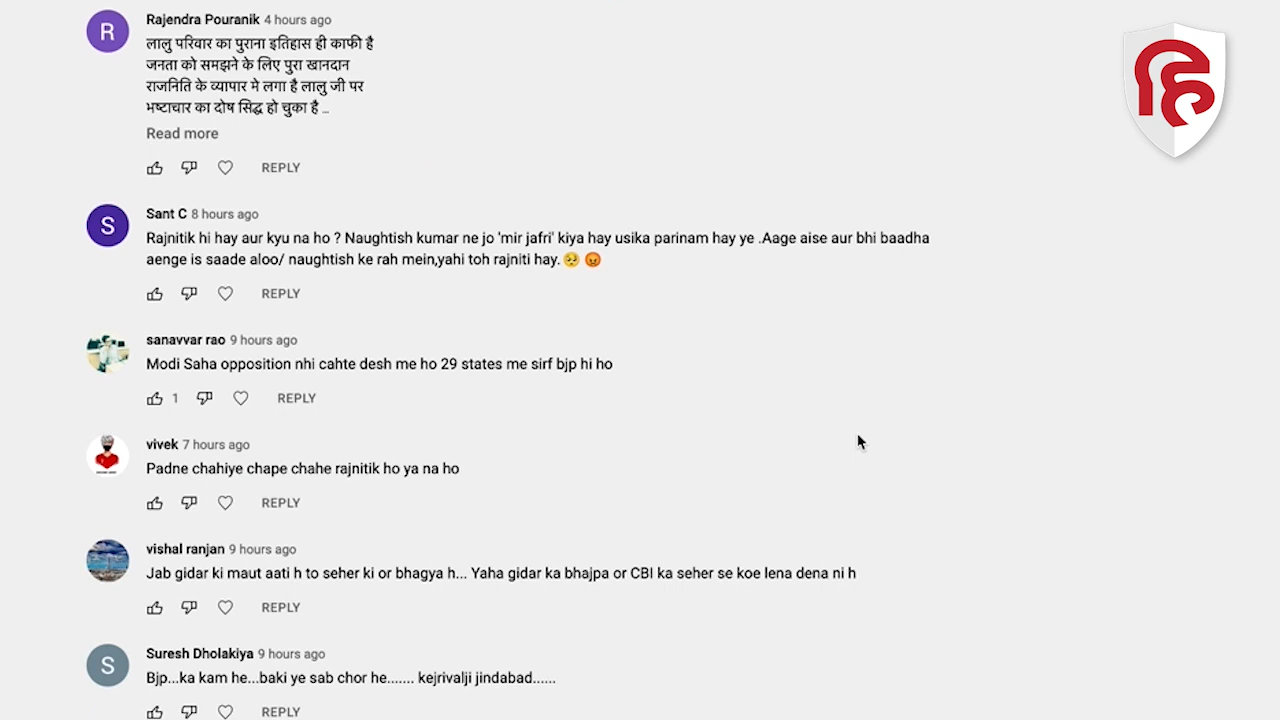 R
Rajendra Pouranik 4 hours ago
लालु परिवार का पुराना इतिहास ही काफी है
जनता को समझने के लिए पुरा खानदान
राजनिति के व्यापार मे लगा है लालु जी पर
भष्टाचार का दोष सिद्ध हो चुका है ...
Read more
REPLY
S
Sant C 8 hours ago
Rajnitik hi hay aur kyu na ho ? Naughtish kumar ne jo 'mir jafri' kiya hay usika parinam hay ye .Aage aise aur bhi baadha
aenge is saade aloo/ naughtish ke rah mein,yahi toh rajniti hay.🥺 😡
REPLY
sanavvar rao 9 hours ago
Modi Saha opposition nhi cahte desh me ho 29 states me sirf bjp hi ho
1 REPLY
vivek 7 hours ago
Padne chahiye chape chahe rajnitik ho ya na ho
REPLY
vishal ranjan 9 hours ago
Jab gidar ki maut aati h to seher ki or bhagya h... Yaha gidar ka bhajpa or CBI ka seher se koe lena dena ni h
REPLY
S
Suresh Dholakiya 9 hours ago
Bjp...ka kam he...baki ye sab chor he....... kejrivalji jindabad......
REPLY
हि